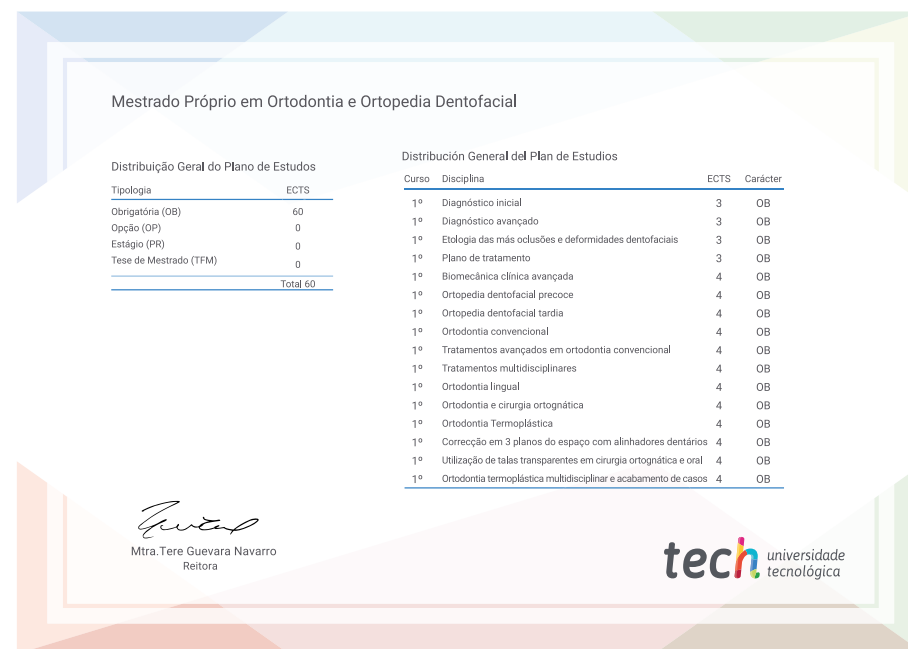 Mestrado Próprio em Ortodontia e Ortopedia Dentofacial
Distribuição Geral do Plano de Estudos
Tipologia ECTS
Obrigatória (OB) 60
Opção (OP) 0
Estágio (PR) 0
Tese de Mestrado (TFM) 0
Total 60
Distribución General del Plan de Estudios
Curso Disciplina ECTS Carácter
1º Diagnóstico inicial 3 OB
1º Diagnóstico avançado 3 OB
1º Etologia das más oclusões e deformidades dentofaciais 3 OB
1º Plano de tratamento 3 OB
1º Biomecânica clínica avançada 4 OB
1º Ortopedia dentofacial precoce 4 OB
1º Ortopedia dentofacial tardia 4 OB
1º Ortodontia convencional 4 OB
1º Tratamentos avançados em ortodontia convencional 4 OB
1º Tratamentos multidisciplinares 4 OB
1º Ortodontia lingual 4 OB
1º Ortodontia e cirurgia ortognática 4 OB
1º Ortodontia Termoplástica 4 OB
1º Correcção em 3 planos do espaço com alinhadores dentários 4 OB
1º Utilização de talas transparentes em cirurgia ortognática e oral 4 OB
1º Ortodontia termoplástica multidisciplinar e acabamento de casos 4 OB
Mtra.Tere Guevara Navarro
Reitora
tech universidade
tecnológica